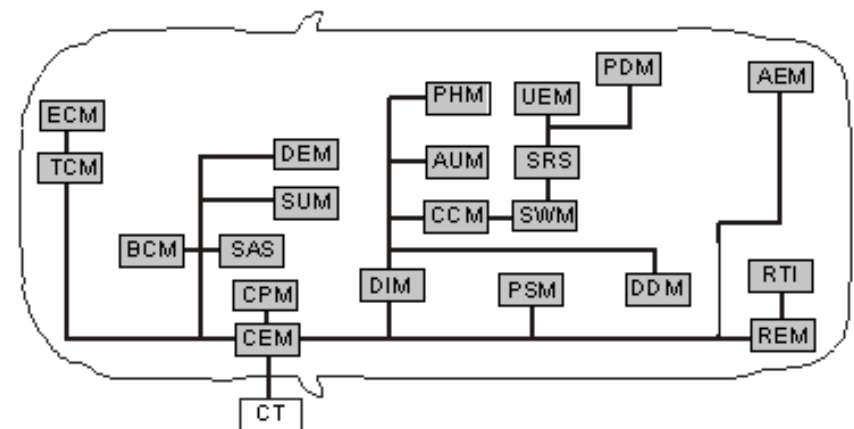 PDM
AEM
PHM
UEM
ECM
DEM
AUM
SRS
TCM
SUM
CCM
SWM
BCM
SAS
RTI
DIM
CPM
PSM
DDM
CEM
REM
CT